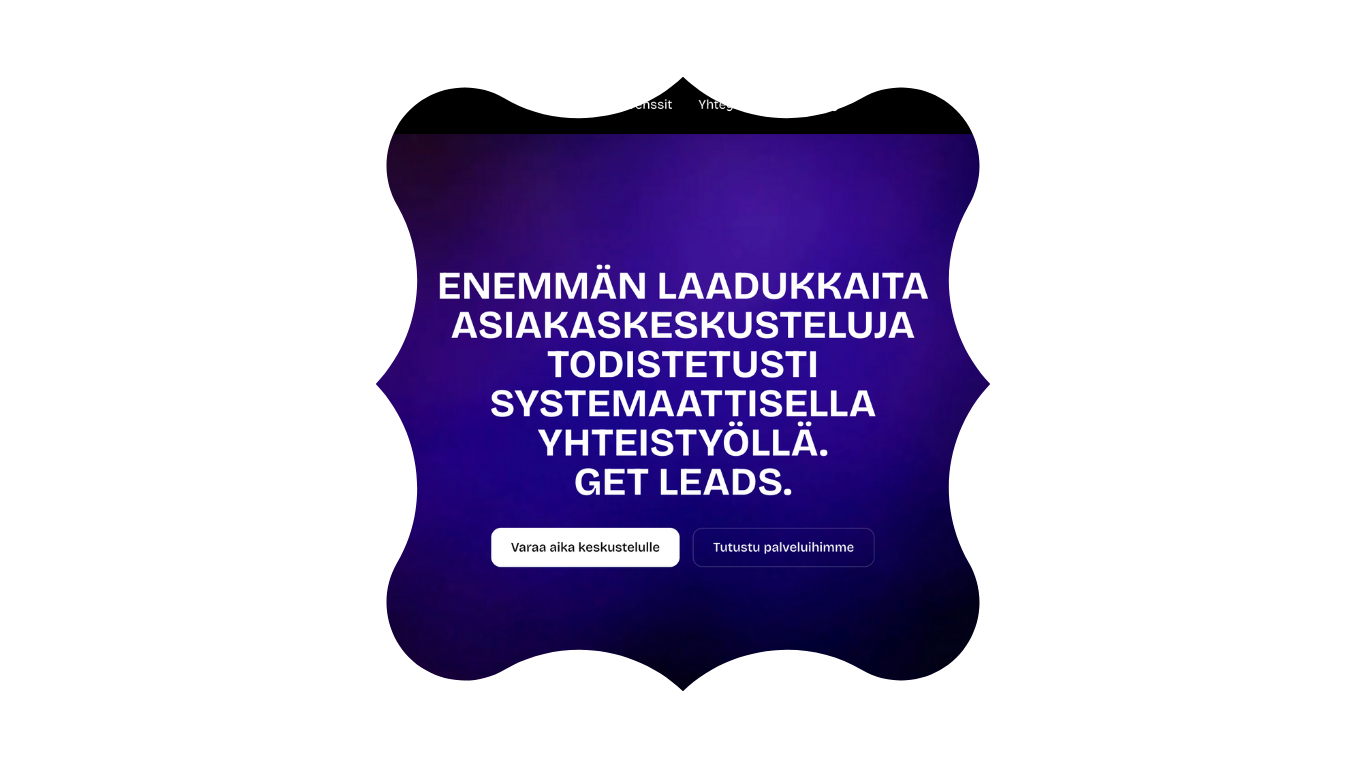 ENEMMÄN LAADUKKAITA
ASIAKASKESKUSTELUJA
TODISTETUSTI
SYSTEMAATTISELLA
YHTEISTYÖLLÄ.
GET LEADS.
Varaa aika keskustelulle
Tutustu palveluihimme